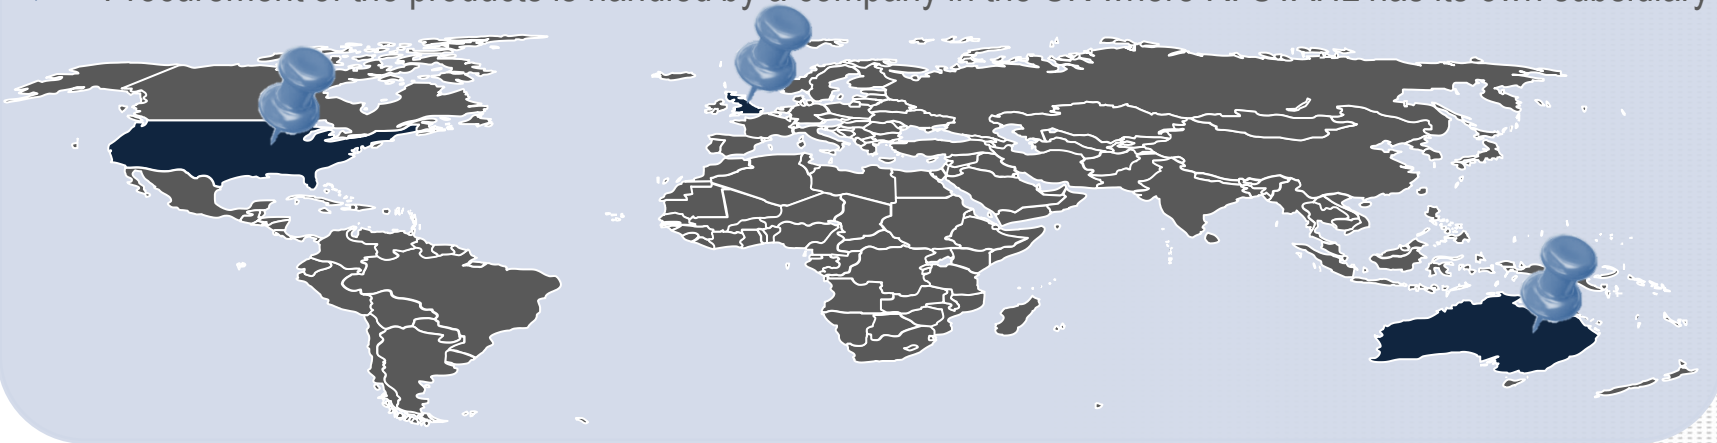 Procurement of the products is handled by a company in the UK where has its own subsidiary